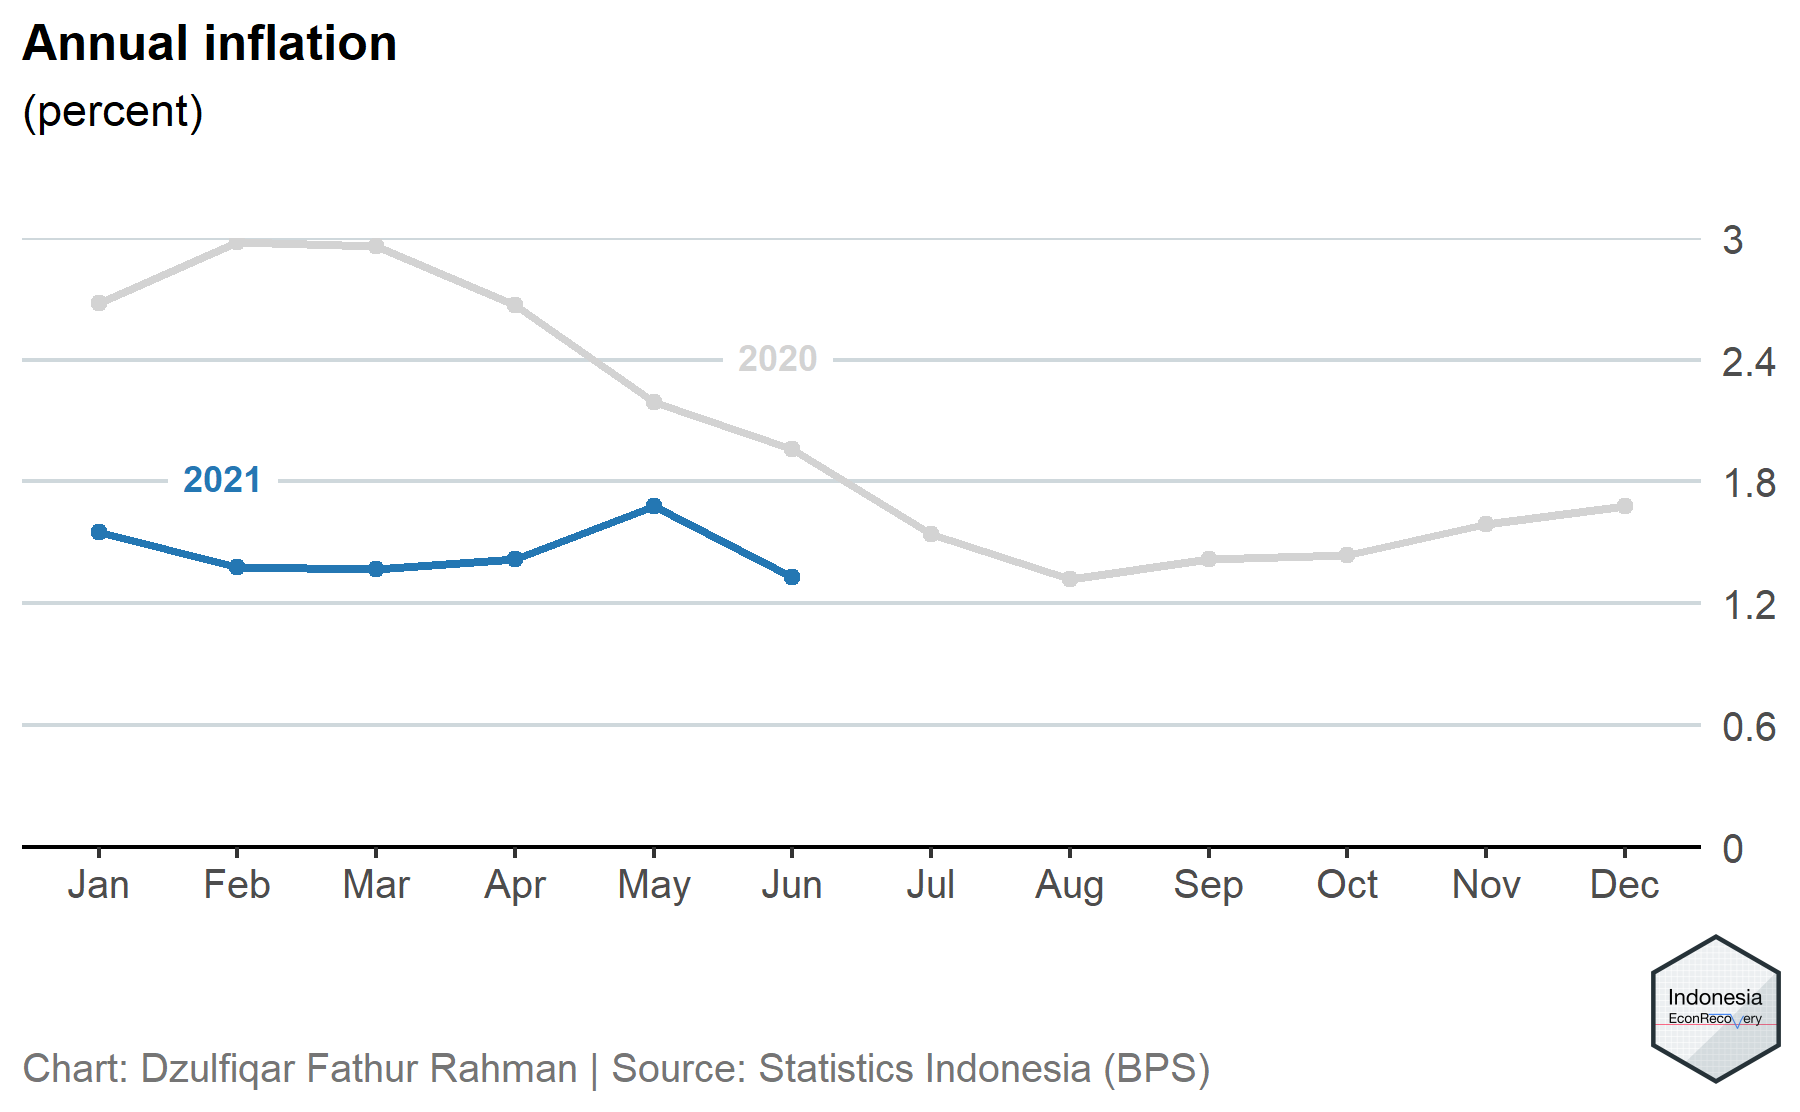 Annual inflation
(percent)
3
2.4
2020
1.8
2021
1.2
0.6
0
Jan Feb Mar Apr May Jun Jul Aug Sep Oct Nov Dec
Indonesia
EconRecovery
Chart: Dzulfiqar Fathur Rahman | Source: Statistics Indonesia (BPS)